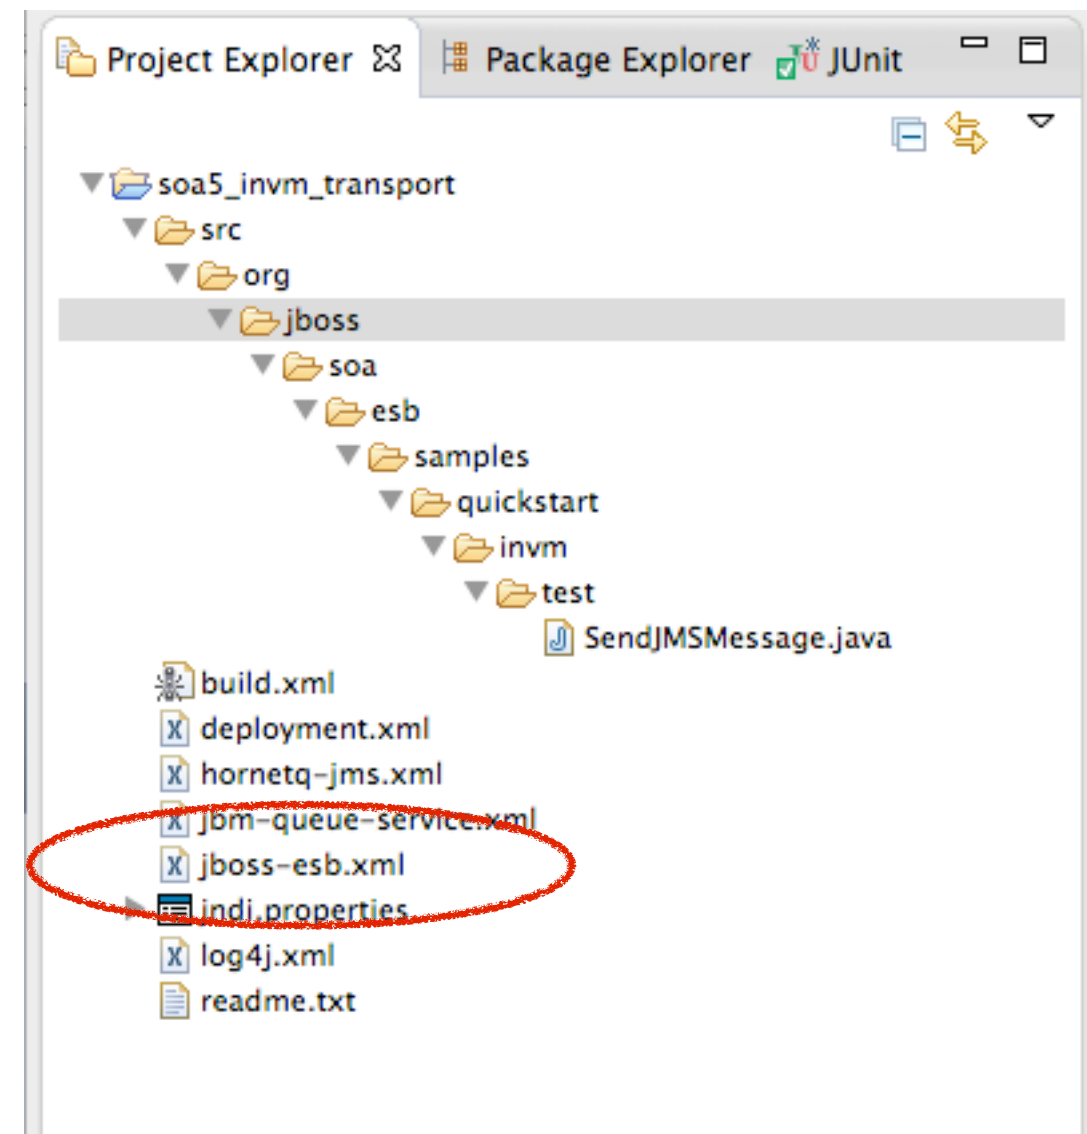 Project Explorer Package Explorer JUnit
soa5_invm_transport
src
org
jboss
soa
esb
samples
quickstart
invm
test
SendJMSMessage.java
build.xml
deployment.xml
hornetq-jms.xml
jbm-queue-service.xml
jboss-esb.xml
jndi.properties
log4j.xml
readme.txt